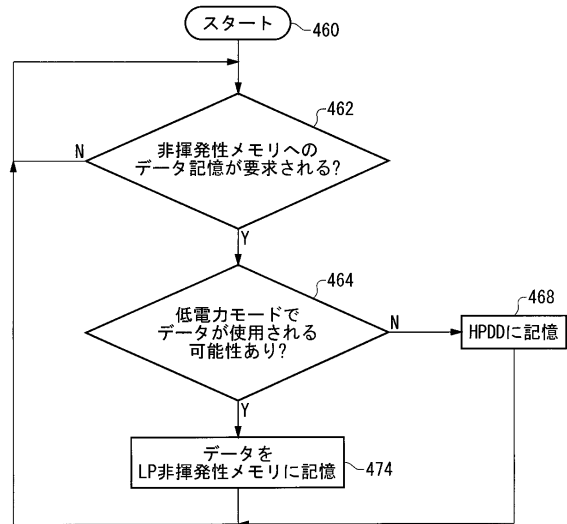 スタート
460
462
非揮発性メモリへの
データ記憶が要求される?
N
Y
464
低電力モードで
データが使用される
可能性あり?
N
468
HPDDに記憶
Y
データを
LP非揮発性メモリに記憶
474